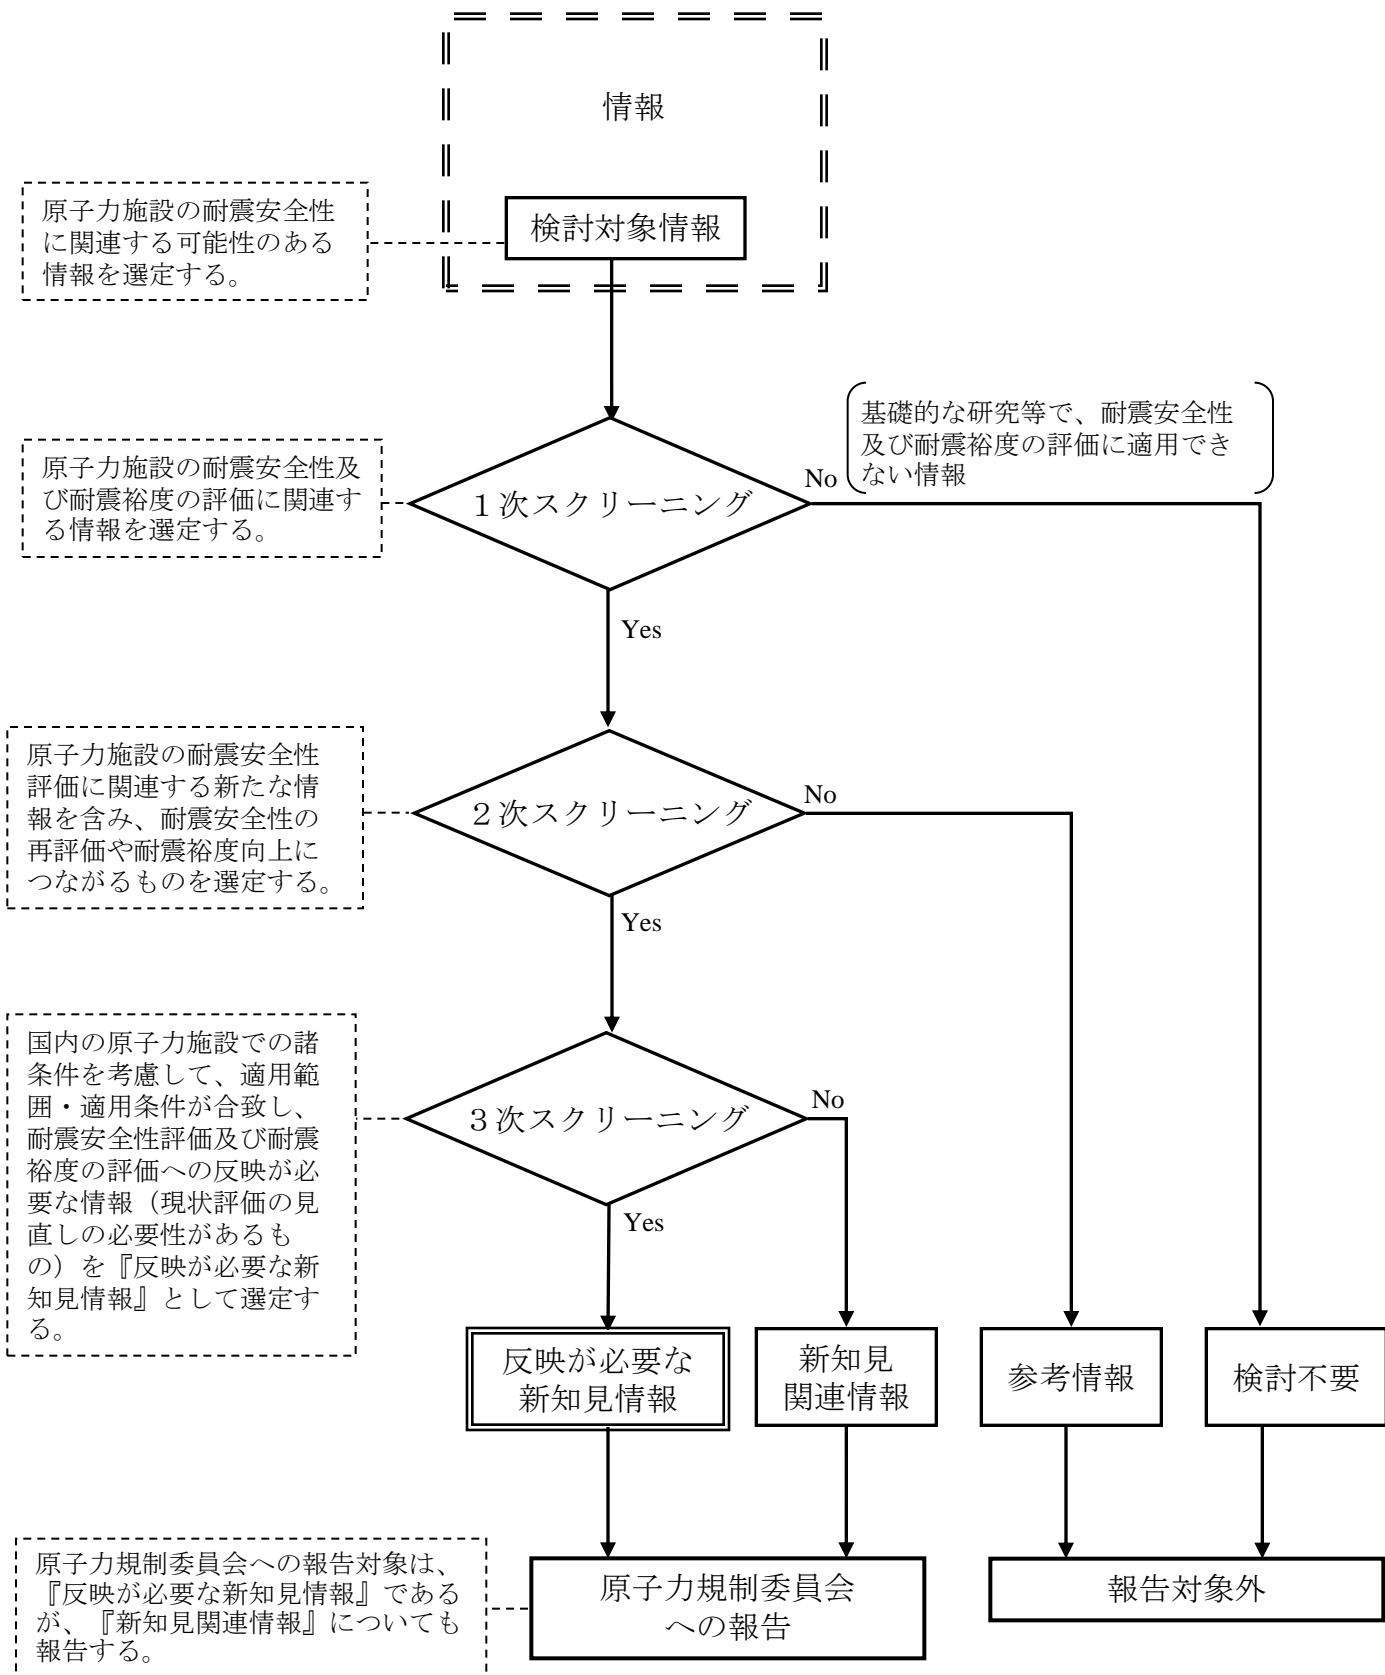 情報
検討対象情報
原子力施設の耐震安全性
に関連する可能性のある
情報を選定する。
基礎的な研究等で、耐震安全性
及び耐震裕度の評価に適用でき
ない情報
No
原子力施設の耐震安全性及
び耐震裕度の評価に関連す
る情報を選定する。
１次スクリーニング
Yes
原子力施設の耐震安全性
評価に関連する新たな情
報を含み、耐震安全性の
再評価や耐震裕度向上に
つながるものを選定する。
２次スクリーニング
No
Yes
国内の原子力施設での諸
条件を考慮して、適用範
囲・適用条件が合致し、
耐震安全性評価及び耐震
裕度の評価への反映が必
要な情報（現状評価の見
直しの必要性があるも
の）を『反映が必要な新
知見情報』として選定す
る。
３次スクリーニング
No
Yes
反映が必要な
新知見情報
新知見
関連情報
参考情報
検討不要
原子力規制委員会への報告対象は、
『反映が必要な新知見情報』である
が、『新知見関連情報』についても
報告する。
原子力規制委員会
への報告
報告対象外